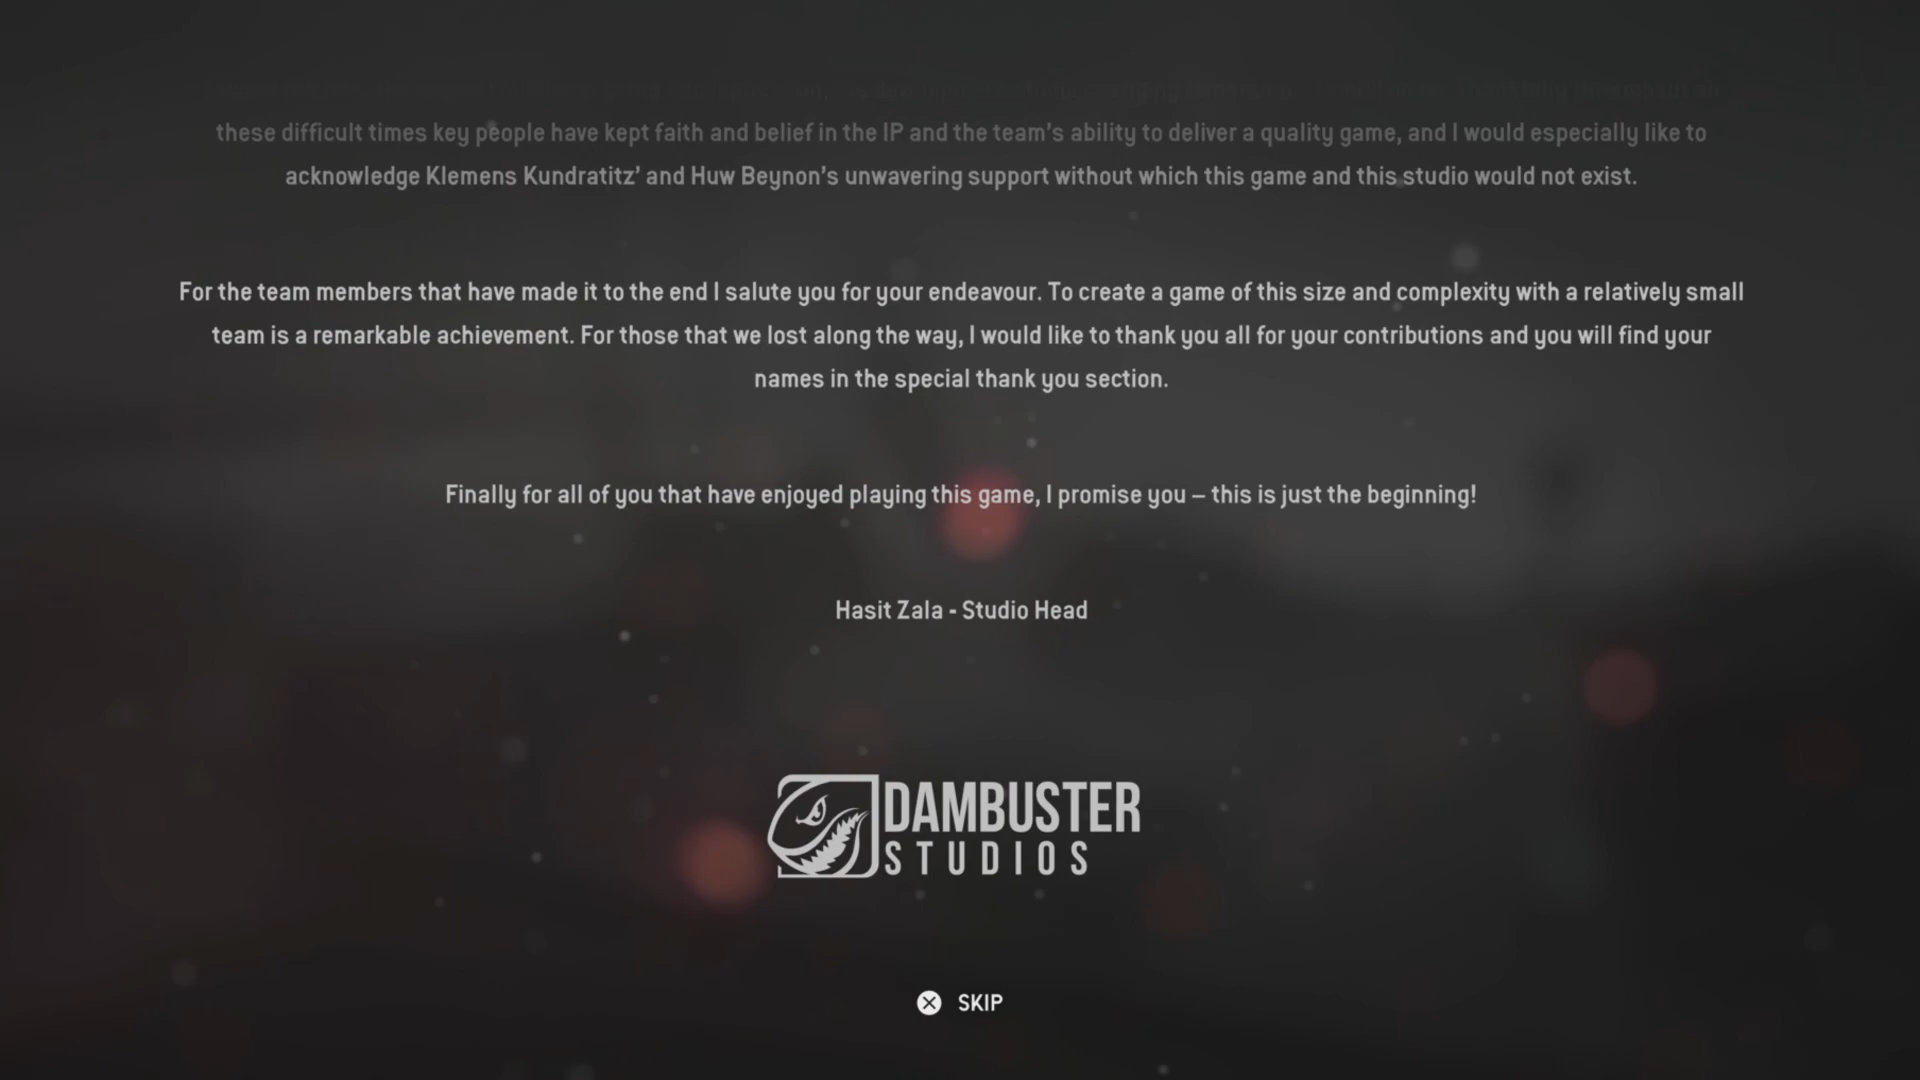 these difficult times key people have kept faith and belief in the IP and the team's ability to deliver a quality game, and I would especially like to
acknowledge Klemens Kundratitz' and Huw Beynon's unwavering support without which this game and this studio would not exist.
For the team members that have made it to the end I salute you for your endeavour. To create a game of this size and complexity with a relatively small
team is a remarkable achievement. For those that we lost along the way, I would like to thank you all for your contributions and you will find your
names in the special thank you section.
Finally for all of you that have enjoyed playing this game, I promise you – this is just the beginning!
Hasit Zala - Studio Head
DAMBUSTER
STUDIOS
SKIP